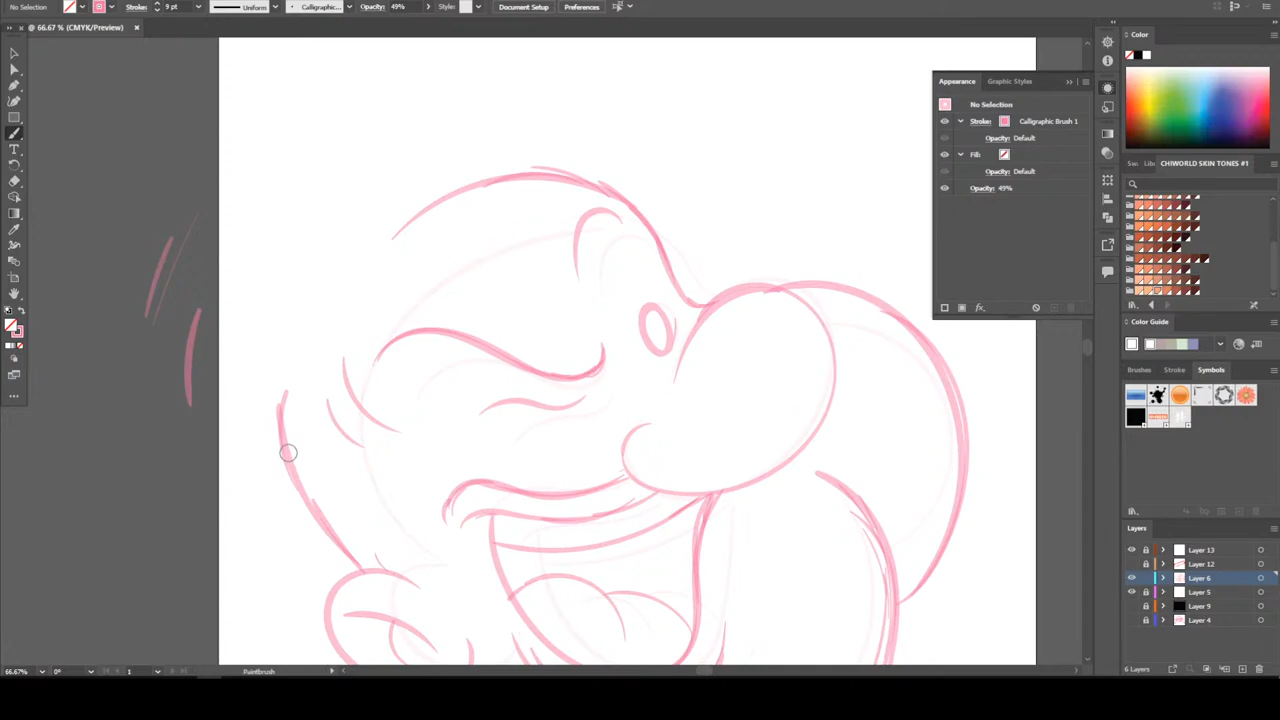 No Selection Stroke: 9 pt Uniform Calligraphic... Opacity: 49% Style: Document Setup Preferences
@ 66.67 % (CMYK/Preview)
Color
Appearance Graphic Styles
No Selection
Stroke: Calligraphic Brush 1
Opacity: Default
Fill:
Opacity: Default
Opacity: 49%
CHIWORLD SKIN TONES #1
Color Guide
Brushes Stroke Symbols
Layers
Layer 13
Layer 12
Layer 6
Layer 5
Layer 9
Layer 4
66.67% 0° 1 Paintbrush
6 Layers